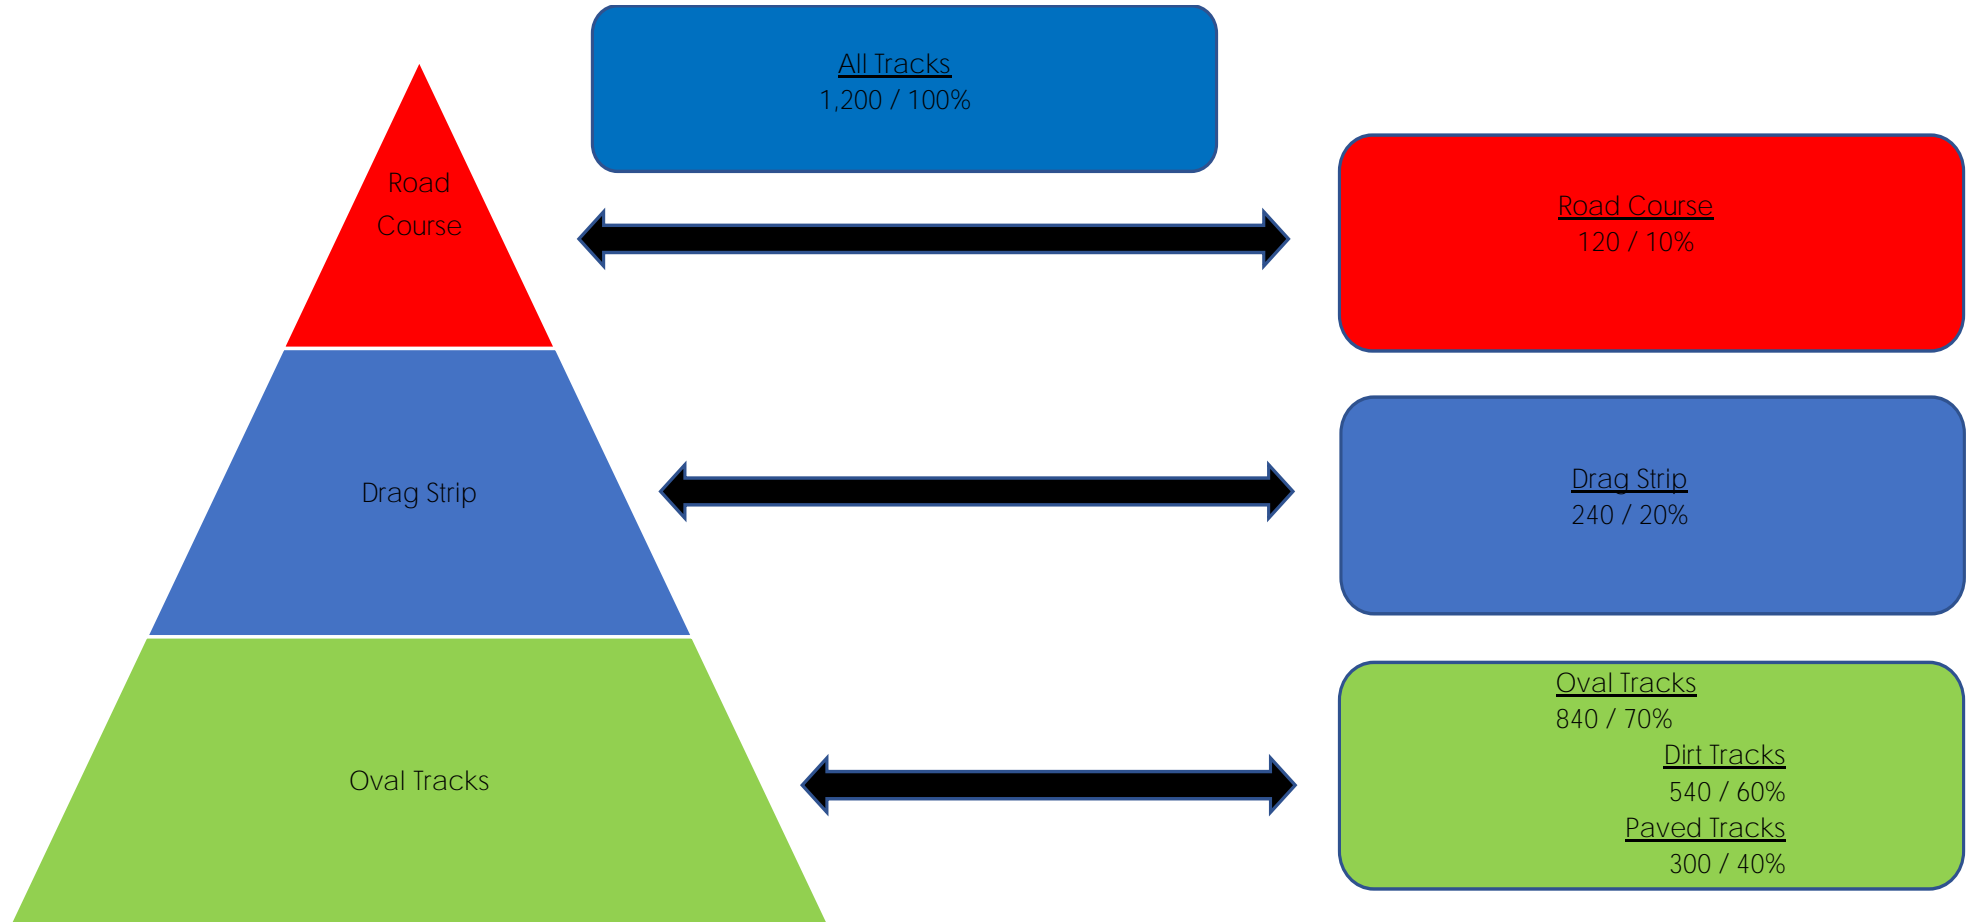 All Tracks
1,200 / 100%
Road
Course
Road Course
120 / 10%
Drag Strip
Drag Strip
240 / 20%
Oval Tracks
Oval Tracks
840 / 70%
Dirt Tracks
540 / 60%
Paved Tracks
300 / 40%